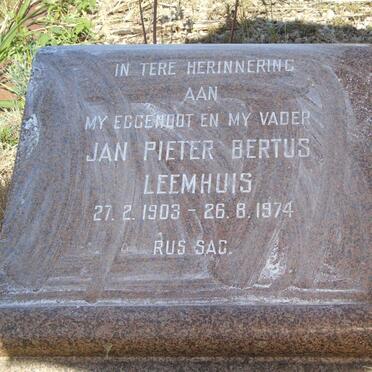 IN TERE HERINNERING
AAN
MY EGGENOOT EN MY VADER
JAN PIETER BERTUS
LEEMHUIS
27. 2. 1903 - 26. 8. 1974
RUS SAG.